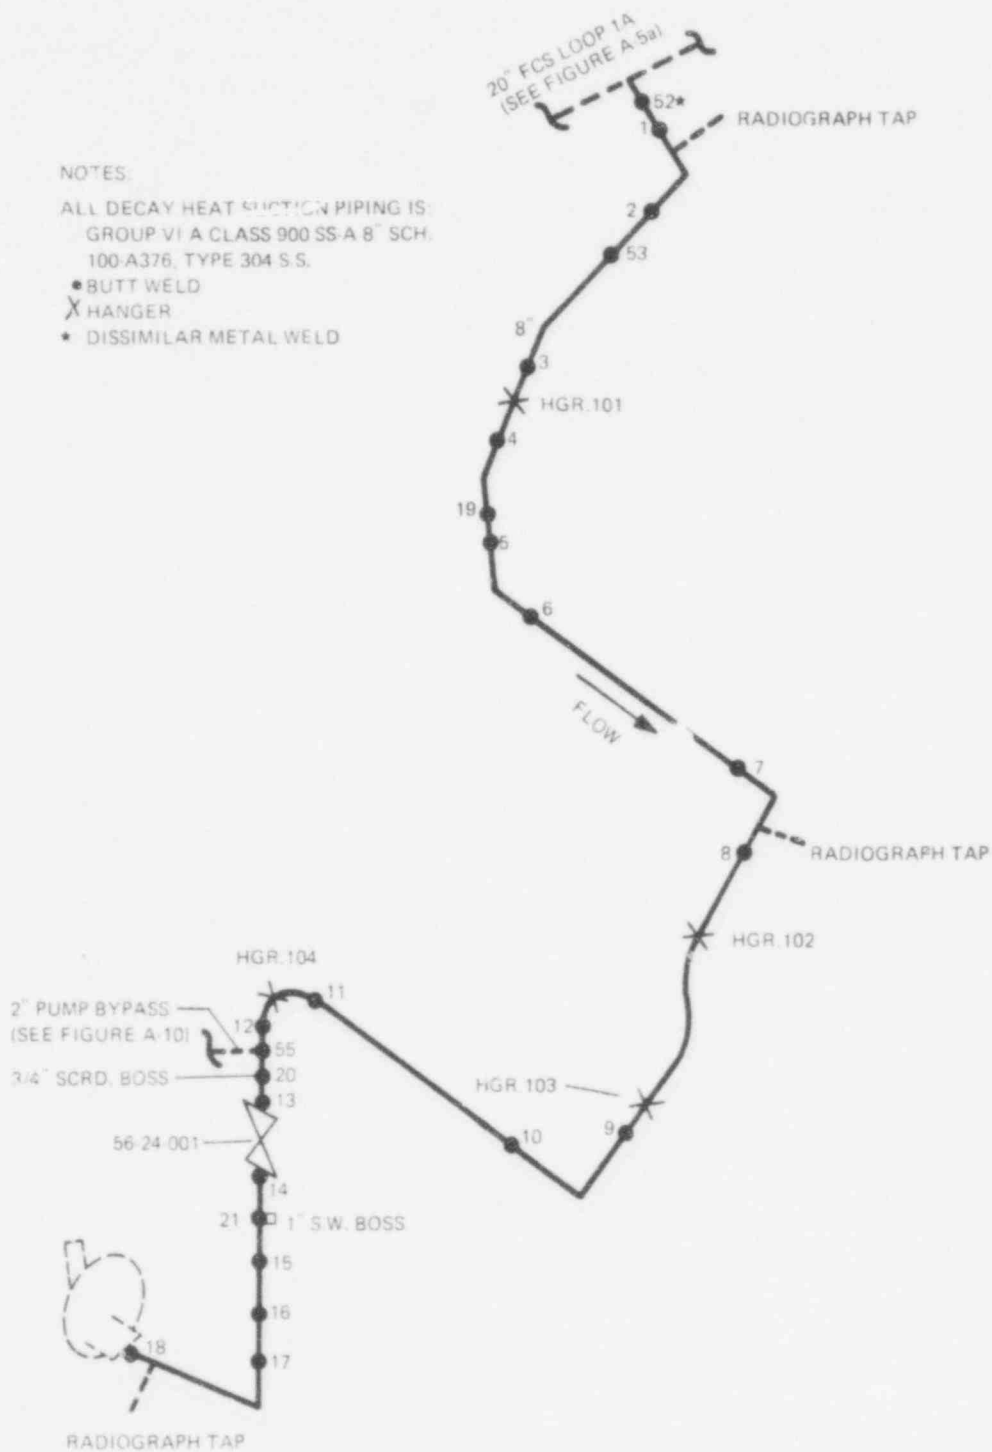 20" FCS LOOP 1A
(SEE FIGURE A-5a)
52*
1
RADIOGRAPH TAP
NOTES:
ALL DECAY HEAT SUCTION PIPING IS:
GROUP VI A CLASS 900 SS-A 8" SCH.
100-A376, TYPE 304 S.S.
BUTT WELD
HANGER
* DISSIMILAR METAL WELD
2
53
8"
3
HGR.101
4
19
5
6
FLOW
7
8
RADIOGRAPH TAP
HGR.102
HGR.104
11
2" PUMP BYPASS
(SEE FIGURE A-10)
12
55
3/4" SCRD. BOSS
20
13
HGR.103
9
10
56-24-001
14
21
1" S.W. BOSS
15
16
17
18
RADIOGRAPH TAP